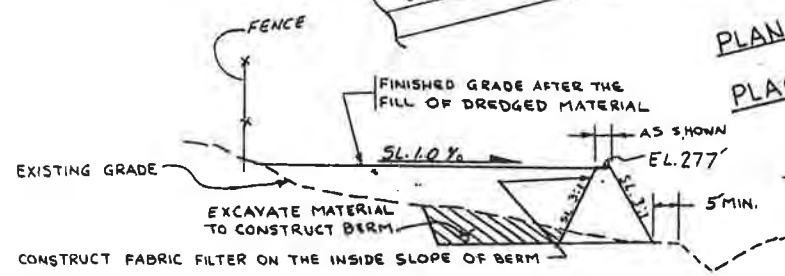 FENCE
PLAN
PLAC
FINISHED GRADE AFTER THE
FILL OF DREDGED MATERIAL
AS SHOWN
SL. 1.0 %
EL. 277'
EXISTING GRADE
SL 3:1
SL 3:1
5' MIN.
EXCAVATE MATERIAL
TO CONSTRUCT BERM
CONSTRUCT FABRIC FILTER ON THE INSIDE SLOPE OF BERM